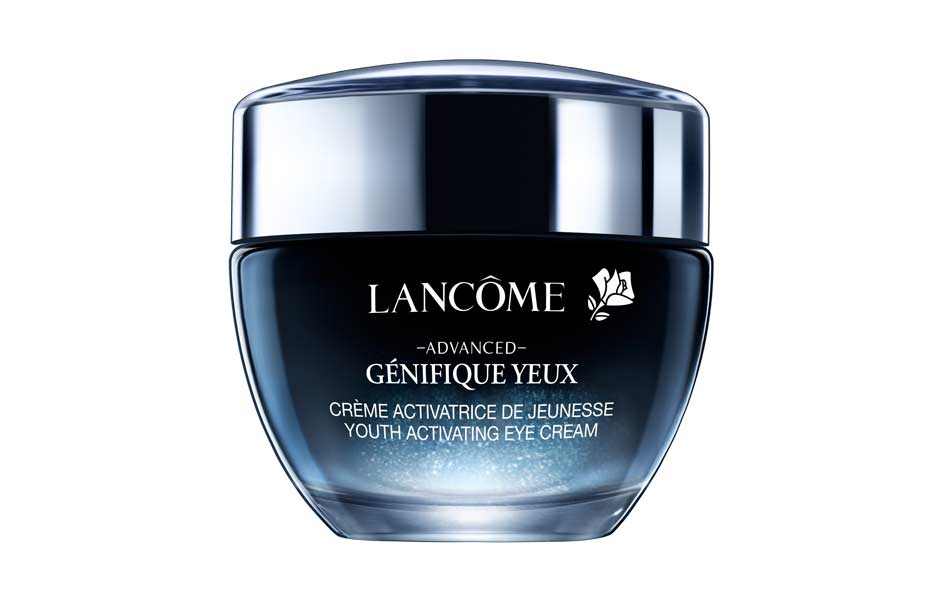 LANCÔME
–ADVANCED–
GÉNIFIQUE YEUX
CRÈME ACTIVATRICE DE JEUNESSE
YOUTH ACTIVATING EYE CREAM